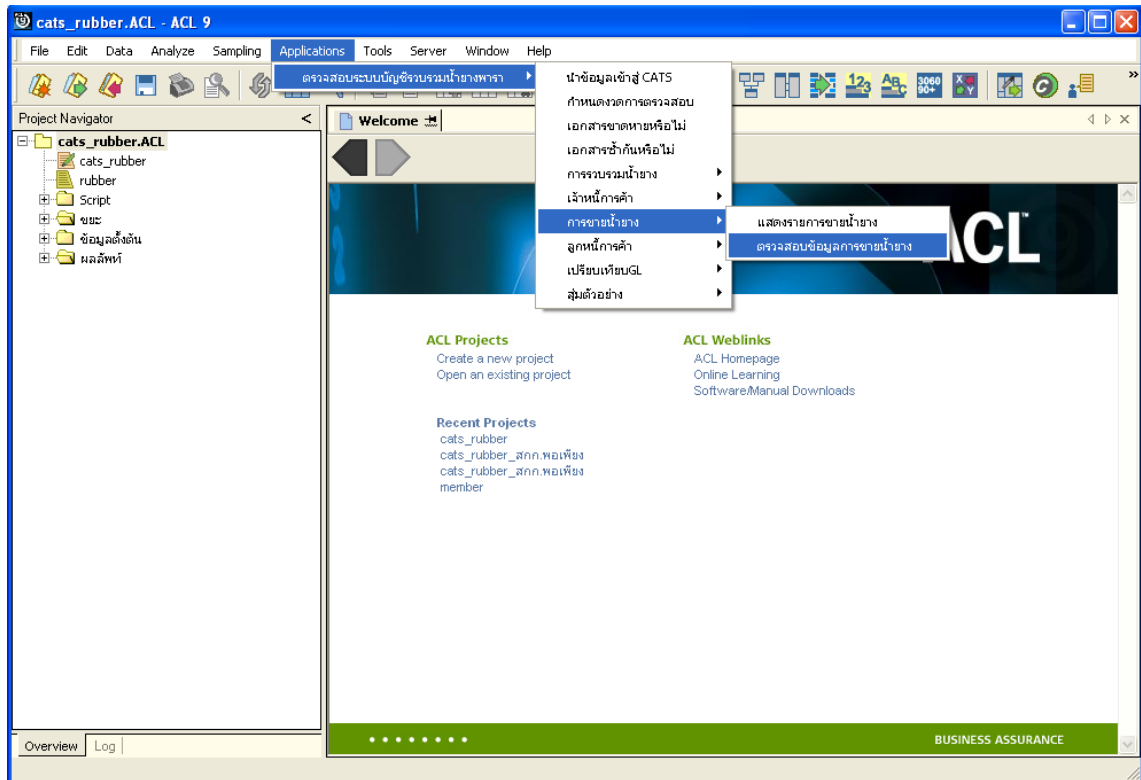 cats_rubber.ACL - ACL 9
File Edit Data Analyze Sampling Applications Tools Server Window Help
ตรวจสอบระบบบัญชีรวบรวมน้ำยางพารา
นำข้อมูลเข้าสู่ CATS
กำหนดงวดการตรวจสอบ
เอกสารขาดหายหรือไม่
เอกสารซ้ำกันหรือไม่
การรวบรวมน้ำยาง
เจ้าหนี้การค้า
การขายน้ำยาง
ลูกหนี้การค้า
เปรียบเทียบGL
สุ่มตัวอย่าง
แสดงรายการขายน้ำยาง
ตรวจสอบข้อมูลการขายน้ำยาง
Project Navigator <
cats_rubber.ACL
cats_rubber
rubber
Script
ขยะ
ข้อมูลตั้งต้น
ผลลัพท์
Overview Log
Welcome
ACL™
ACL Projects
Create a new project
Open an existing project
Recent Projects
cats_rubber
cats_rubber_สกก.พอเพียง
cats_rubber_สกก.พอเพียง
member
ACL Weblinks
ACL Homepage
Online Learning
Software/Manual Downloads
BUSINESS ASSURANCE